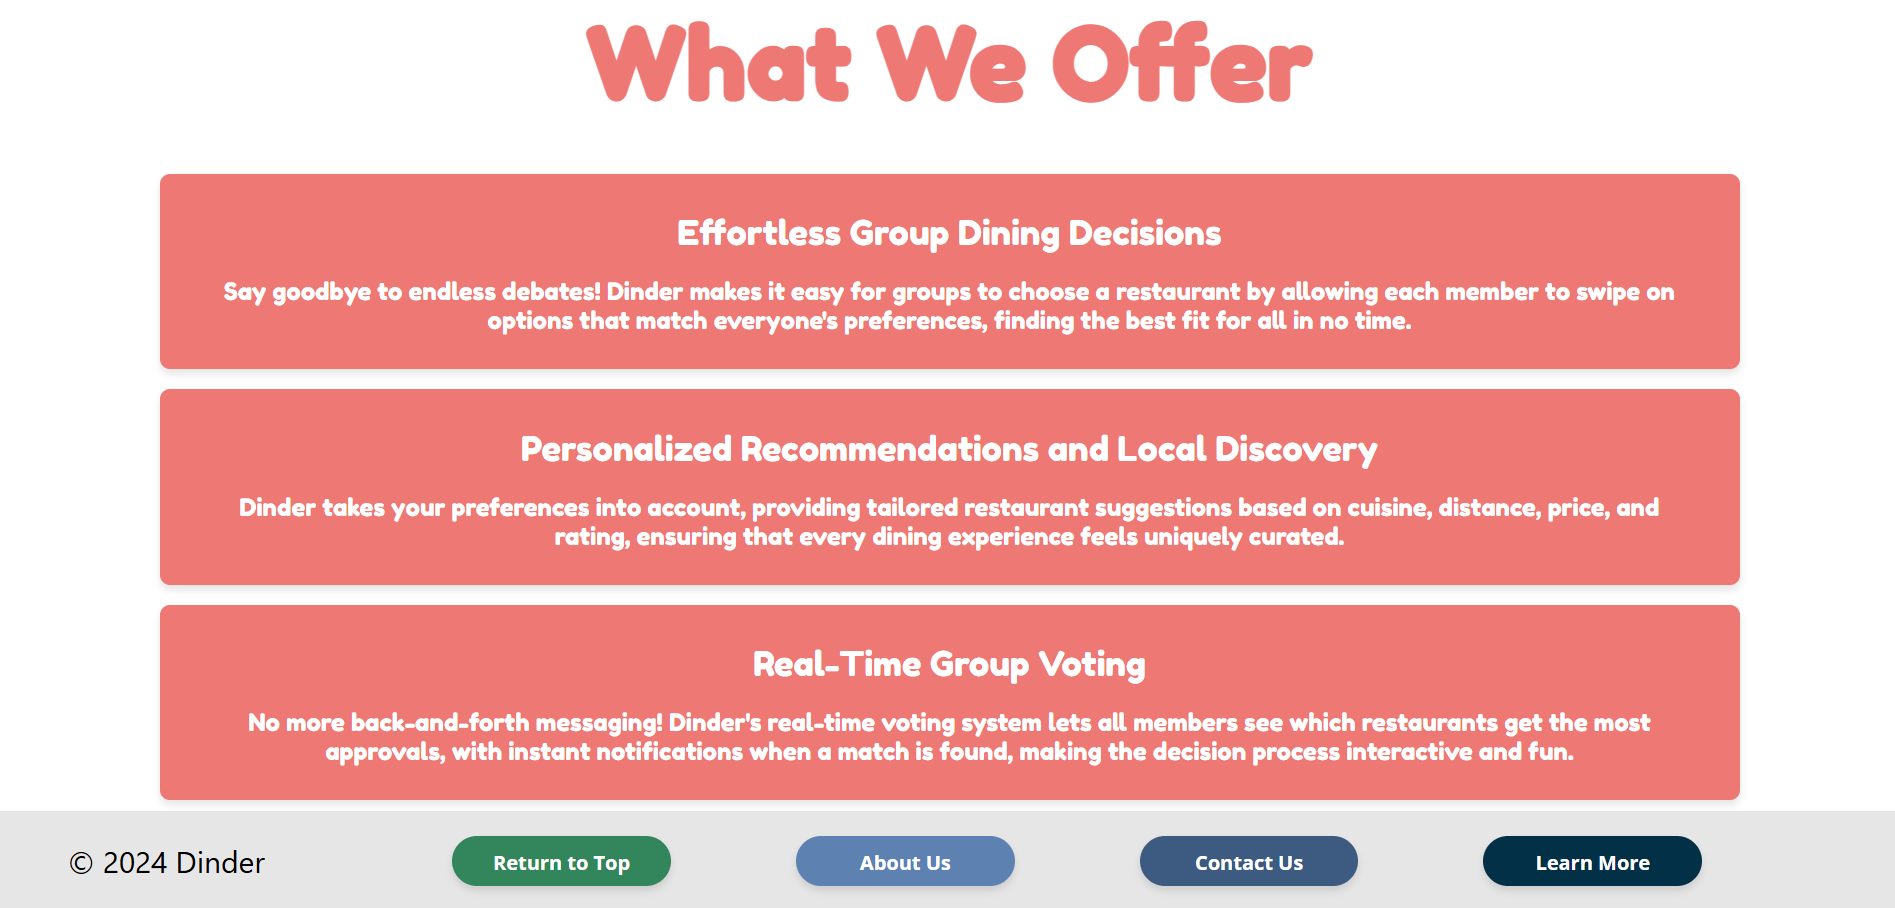 What We Offer
Effortless Group Dining Decisions
Say goodbye to endless debates! Dinder makes it easy for groups to choose a restaurant by allowing each member to swipe on
options that match everyone's preferences, finding the best fit for all in no time.
Personalized Recommendations and Local Discovery
Dinder takes your preferences into account, providing tailored restaurant suggestions based on cuisine, distance, price, and
rating, ensuring that every dining experience feels uniquely curated.
Real-Time Group Voting
No more back-and-forth messaging! Dinder's real-time voting system lets all members see which restaurants get the most
approvals, with instant notifications when a match is found, making the decision process interactive and fun.
© 2024 Dinder
Return to Top
About Us
Contact Us
Learn More